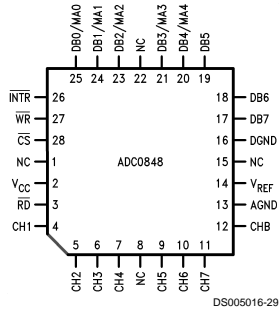 DB0/MA0
DB1/MA1
DB2/MA2
NC
DB3/MA3
DB4/MA4
DB5
25 24 23 22 21 20 19
INTR 26
WR 27
CS 28
NC 1
VCC 2
RD 3
CH1 4
ADC0848
18 DB6
17 DB7
16 DGND
15 NC
14 VREF
13 AGND
12 CH8
5 6 7 8 9 10 11
CH2
CH3
CH4
NC
CH5
CH6
CH7
DS005016-29